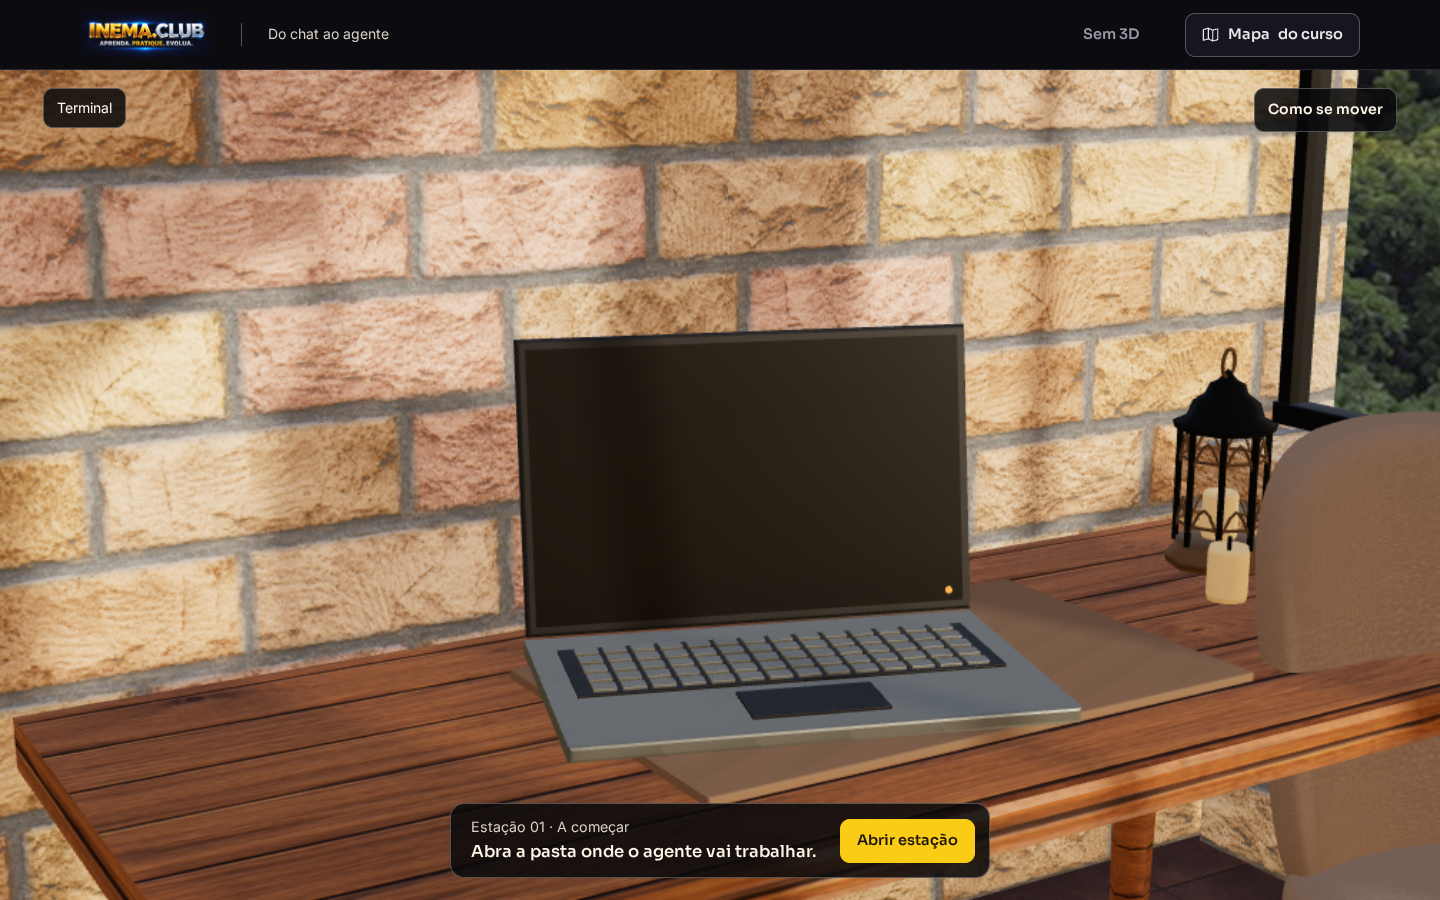 INEMA.CLUB
APRENDA. PRATIQUE. EVOLUA.
Do chat ao agente
Sem 3D
Mapa do curso
Terminal
Como se mover
Estação 01 · A começar
Abra a pasta onde o agente vai trabalhar.
Abrir estação